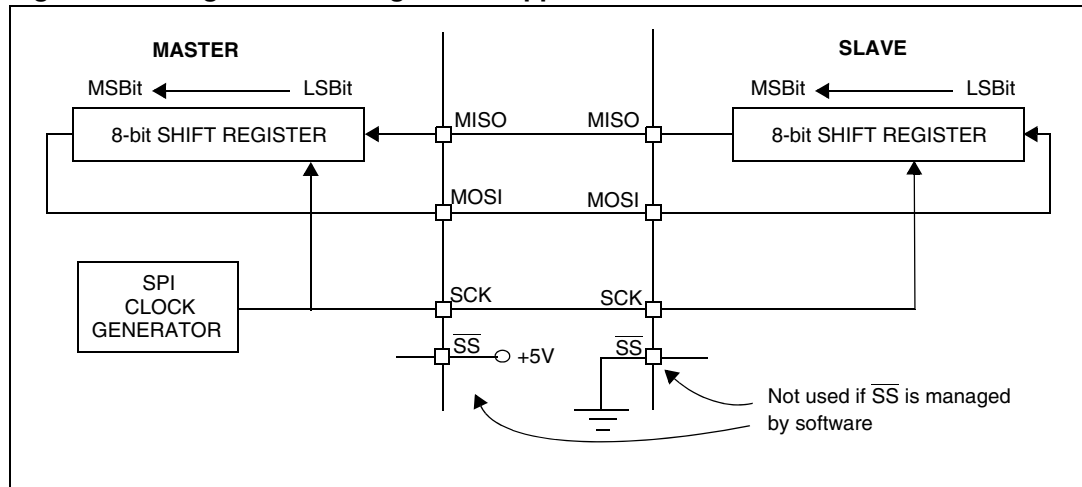 MASTER
SLAVE
MSBit
LSBit
MSBit
LSBit
8-bit SHIFT REGISTER
MISO
MISO
8-bit SHIFT REGISTER
MOSI
MOSI
SPI
CLOCK
GENERATOR
SCK
SCK
SS
+5V
SS
Not used if SS is managed
by software